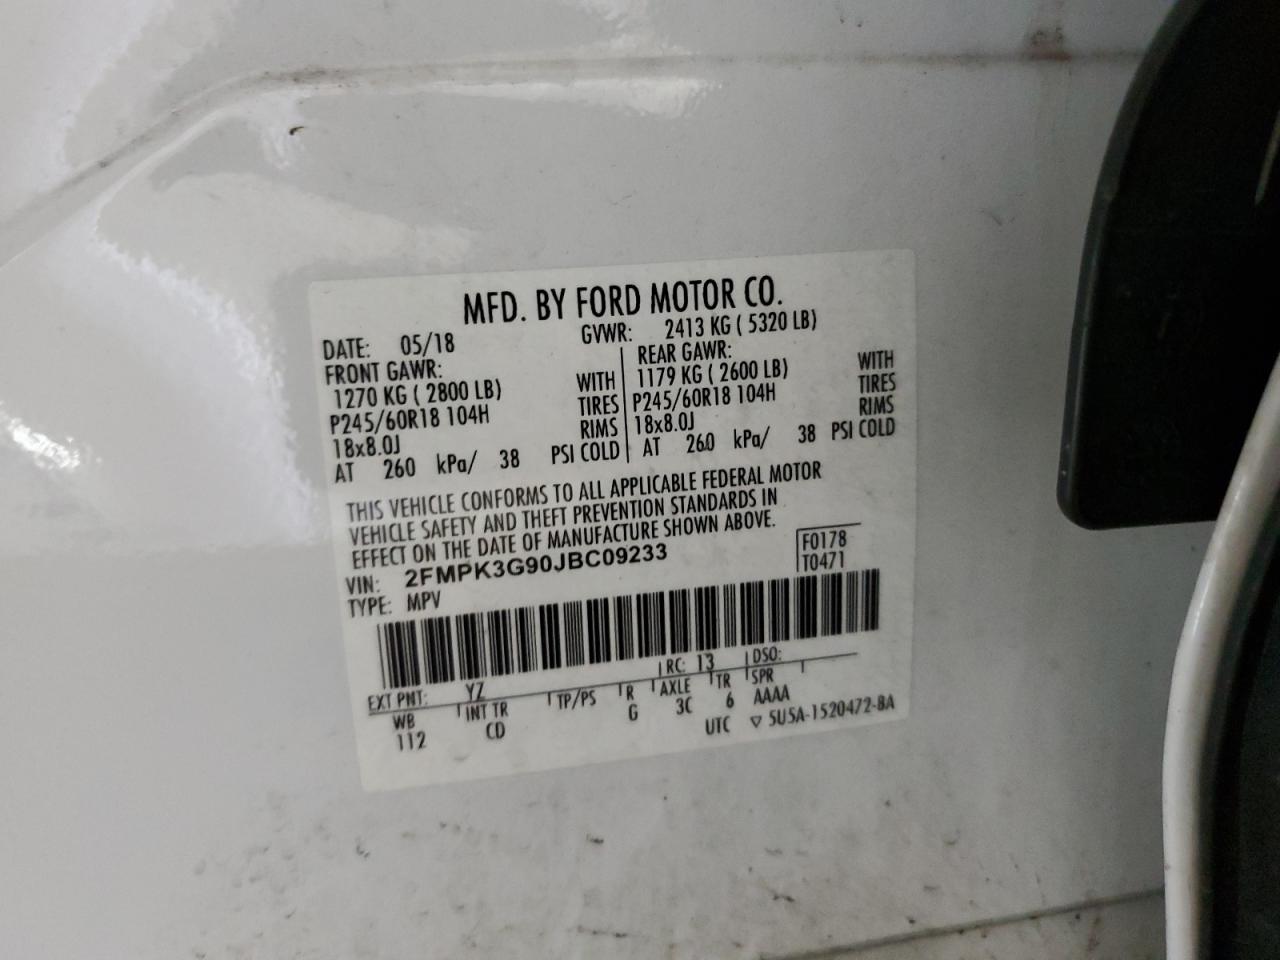 MFD. BY FORD MOTOR CO.
DATE: 05/18 GVWR: 2413 KG ( 5320 LB)
FRONT GAWR: REAR GAWR:
1270 KG ( 2800 LB) WITH 1179 KG ( 2600 LB) WITH
P245/60R18 104H TIRES P245/60R18 104H TIRES
18x8.0J RIMS 18x8.0J RIMS
AT 260 kPa/ 38 PSI COLD AT 260 kPa/ 38 PSI COLD
THIS VEHICLE CONFORMS TO ALL APPLICABLE FEDERAL MOTOR
VEHICLE SAFETY AND THEFT PREVENTION STANDARDS IN
EFFECT ON THE DATE OF MANUFACTURE SHOWN ABOVE.
VIN: 2FMPK3G90JBC09233 F0178
TYPE: MPV T0471
EXT PNT: YZ RC: 13 DSO:
WB INT TR TP/PS R AXLE TR SPR
112 CD G 3C 6 AAAA
UTC ▽ 5U5A-1520472-BA